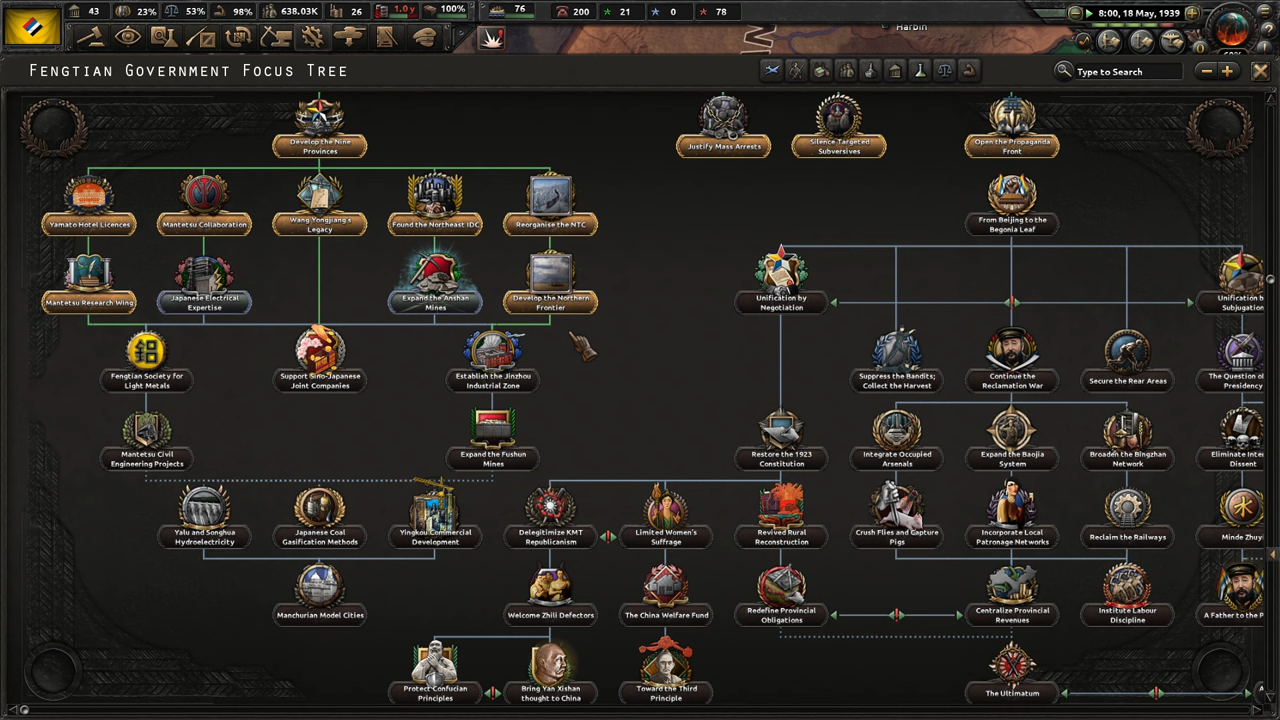 43 23% 53% 98% 638.03K 26 1.0y 100% 76 200 21 0 78
8:00, 18 May, 1939
Harbin
FENGTIAN GOVERNMENT FOCUS TREE
Type to Search
Develop the Nine
Provinces
Justify Mass Arrests
Silence Targeted
Subversives
Open the Propaganda
Front
Yamato Hotel Licences
Mantetsu Collaboration
Wang Yongjiang's
Legacy
Found the Northeast IDC
Reorganise the NTC
From Beijing to the
Begonia Leaf
Mantetsu Research Wing
Japanese Electrical
Expertise
Expand the Anshan
Mines
Develop the Northern
Frontier
Unification by
Negotiation
Unification b
Subjugation
鋁
Fengtian Society for
Light Metals
Support Sino-Japanese
Joint Companies
Establish the Jinzhou
Industrial Zone
Suppress the Bandits;
Collect the Harvest
Continue the
Reclamation War
Secure the Rear Areas
The Question o
Presidency
Mantetsu Civil
Engineering Projects
Expand the Fushun
Mines
Restore the 1923
Constitution
Integrate Occupied
Arsenals
Expand the Baojia
System
Broaden the Bingzhan
Network
Eliminate Inte
Dissent
Yalu and Songhua
Hydroelectricity
Japanese Coal
Gasification Methods
Yingkou Commercial
Development
Delegitimize KMT
Republicanism
Limited Women's
Suffrage
Revived Rural
Reconstruction
Crush Flies and Capture
Pigs
Incorporate Local
Patronage Networks
Reclaim the Railways
Minde Zhuy
Manchurian Model Cities
Welcome Zhili Defectors
The China Welfare Fund
Redefine Provincial
Obligations
Centralize Provincial
Revenues
Institute Labour
Discipline
A Father to the P
Protect Confucian
Principles
Bring Yan Xishan
thought to China
Toward the Third
Principle
The Ultimatum